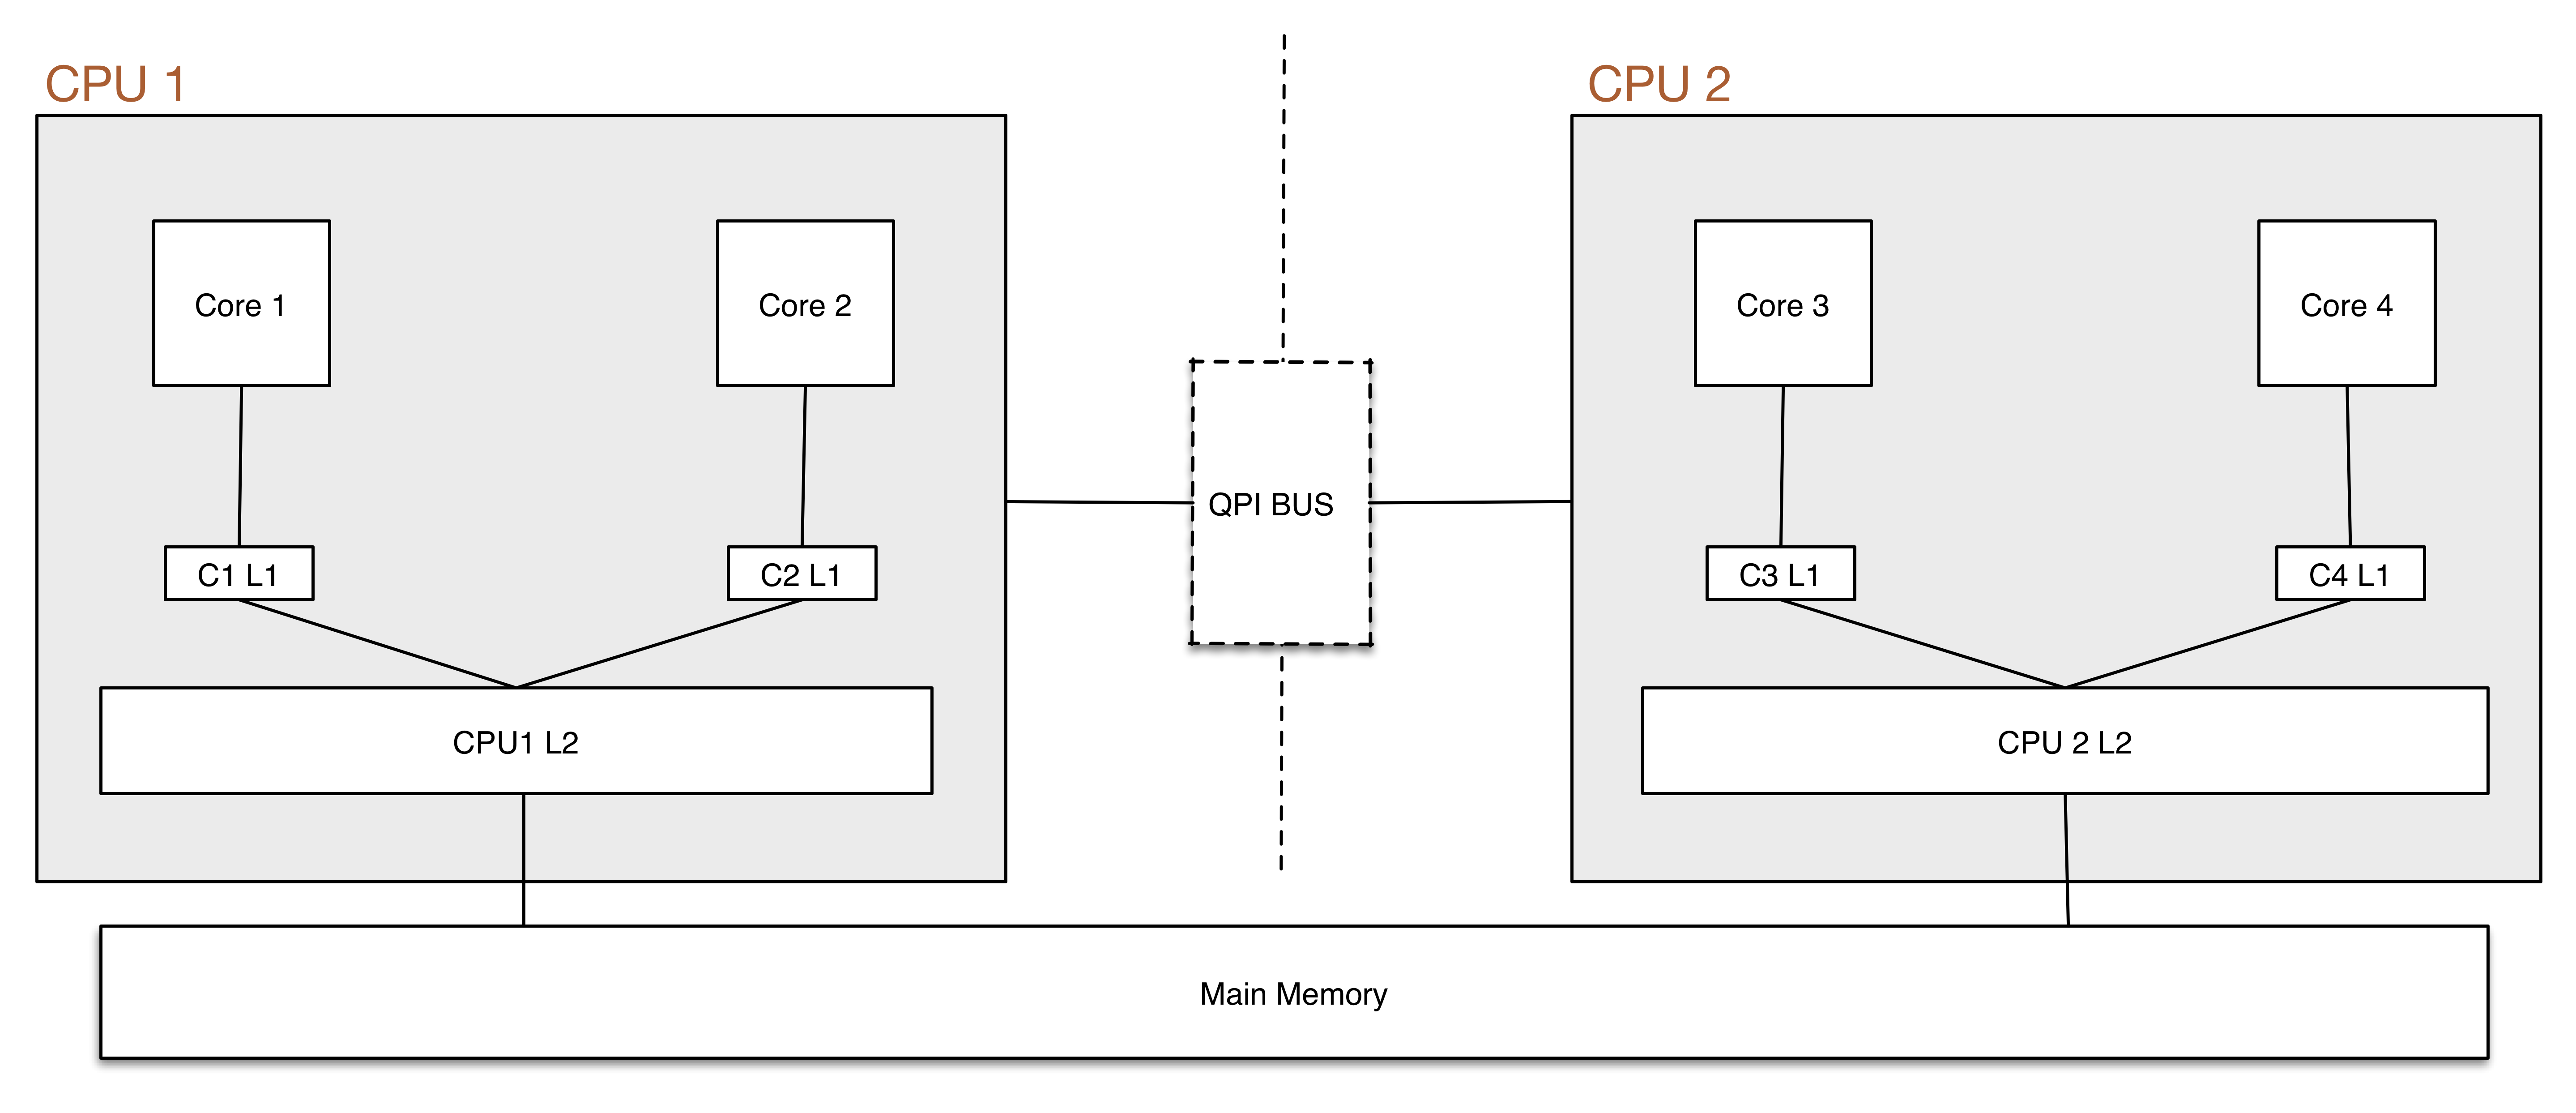 CPU 1
CPU 2
Core 1
Core 2
Core 3
Core 4
QPI BUS
C1 L1
C2 L1
C3 L1
C4 L1
CPU1 L2
CPU 2 L2
Main Memory